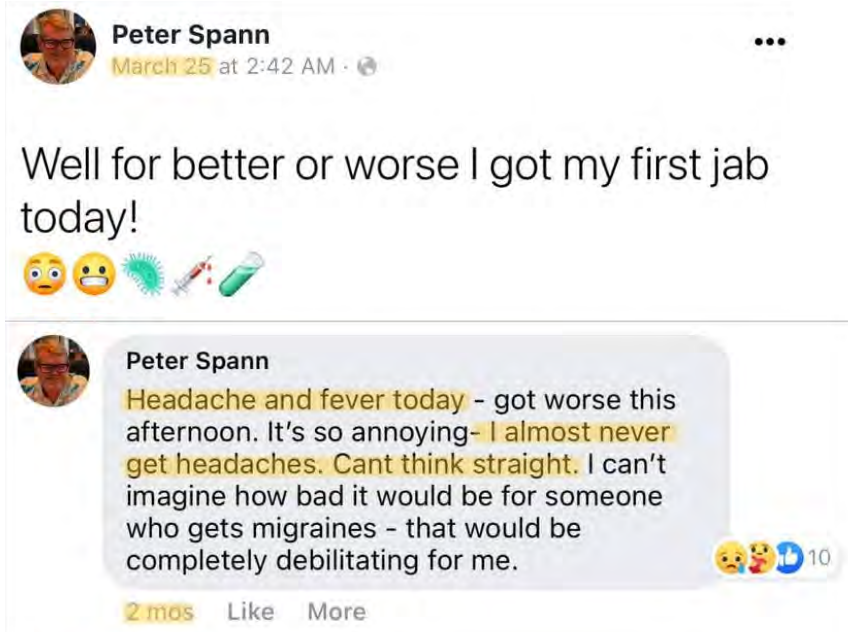 Peter Spann
March 25 at 2:42 AM ·
Well for better or worse I got my first jab
today!
Peter Spann
Headache and fever today - got worse this
afternoon. It's so annoying- I almost never
get headaches. Cant think straight. I can't
imagine how bad it would be for someone
who gets migraines - that would be
completely debilitating for me.
10
2 mos Like More